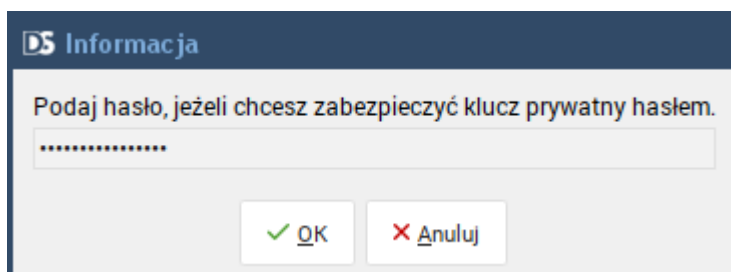 DS Informacja
Podaj hasło, jeżeli chcesz zabezpieczyć klucz prywatny hasłem.
••••••••••••••••
OK Anuluj